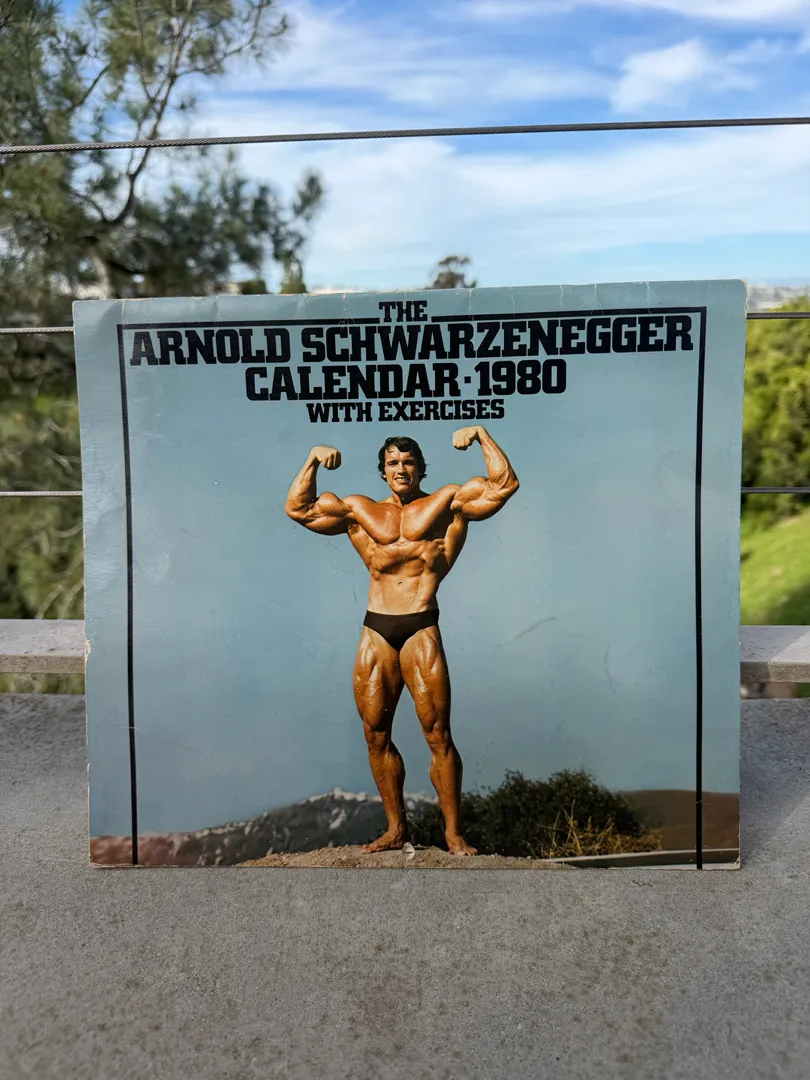 THE
ARNOLD SCHWARZENEGGER
CALENDAR·1980
WITH EXERCISES